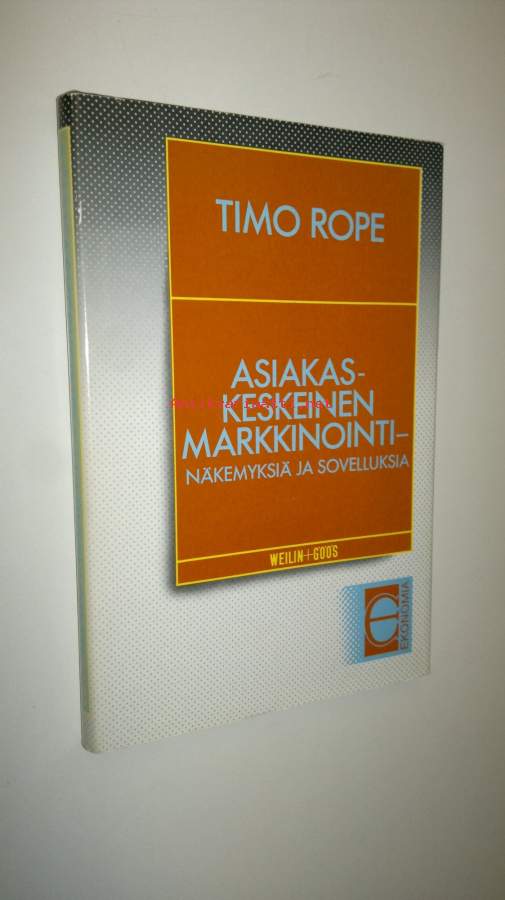 TIMO ROPE
ASIAKAS-
KESKEINEN
MARKKINOINTI–
NÄKEMYKSIÄ JA SOVELLUKSIA
WEILIN+GÖÖS
e
EKONOMIA